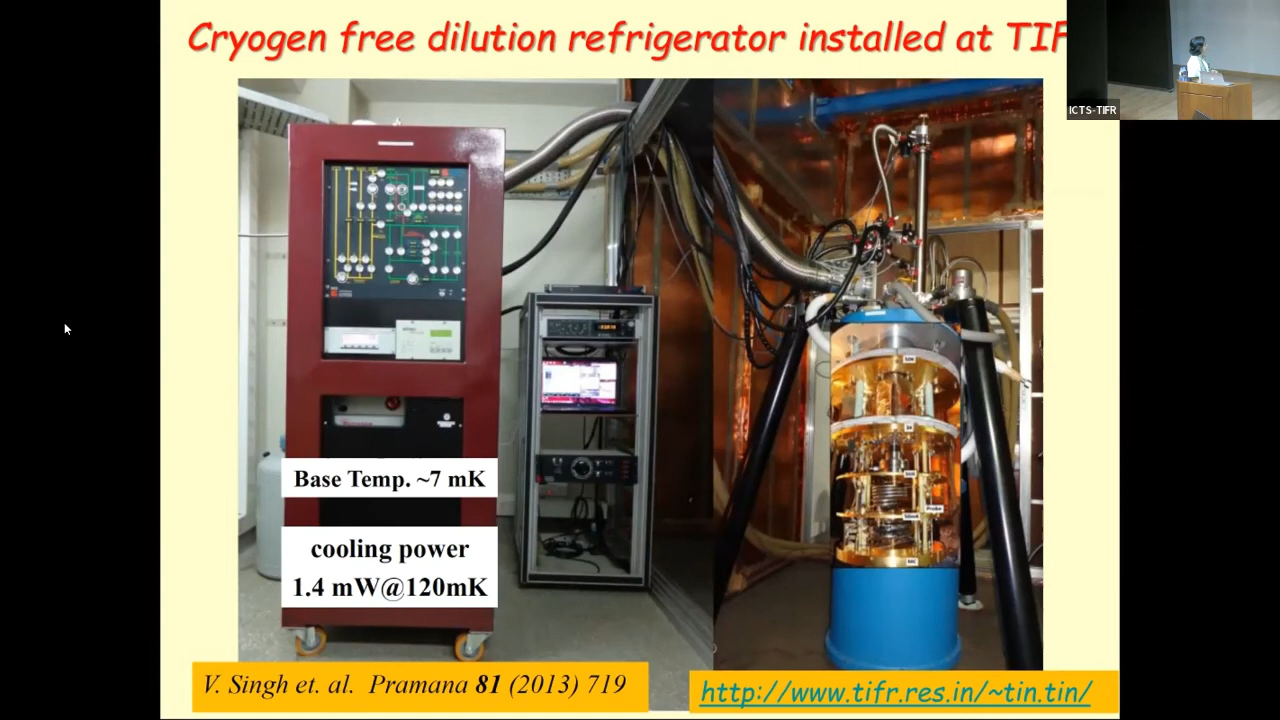 Cryogen free dilution refrigerator installed at TIF
ICTS-TIFR
Base Temp. ~7 mK
cooling power
1.4 mW@120mK
V. Singh et. al. Pramana 81 (2013) 719
http://www.tifr.res.in/~tin.tin/